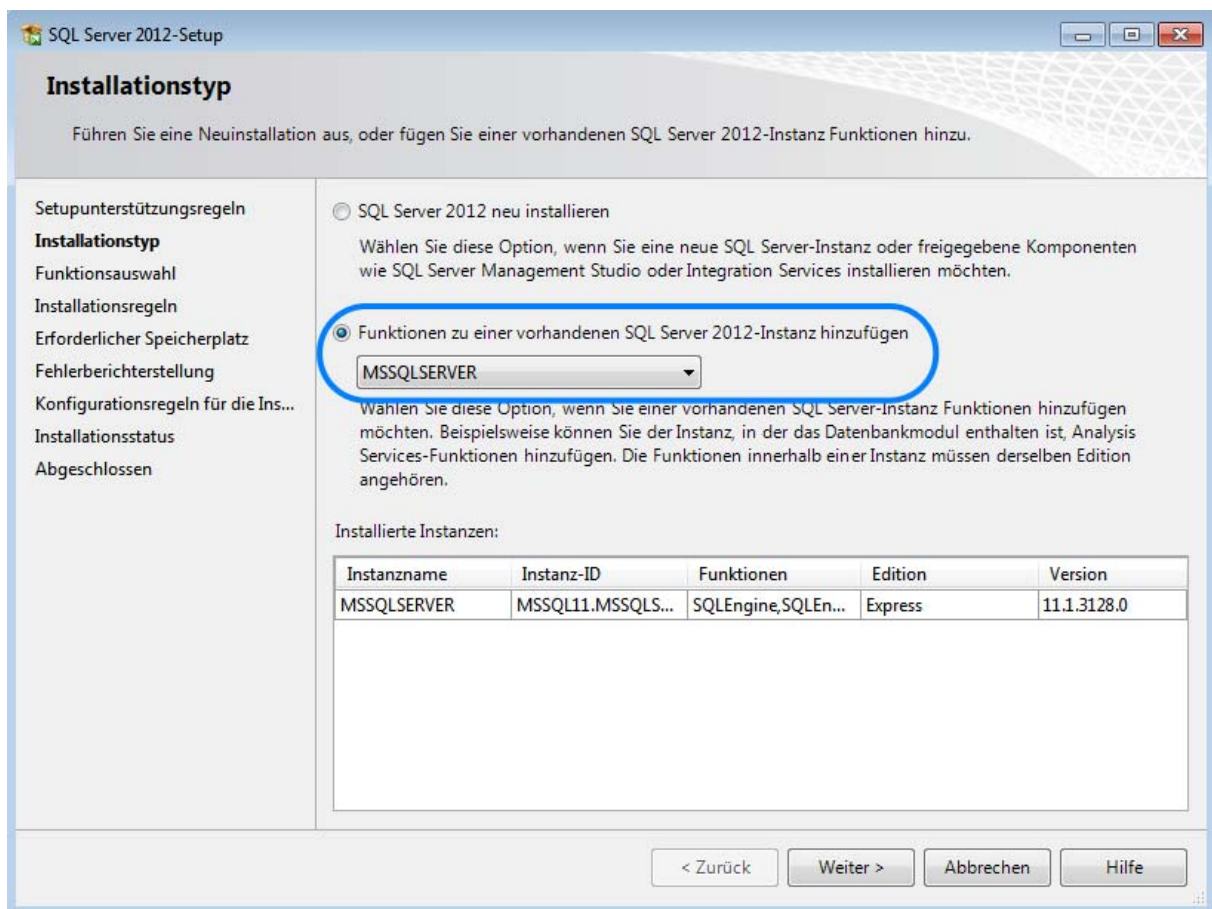 SQL Server 2012-Setup
Installationstyp
Führen Sie eine Neuinstallation aus, oder fügen Sie einer vorhandenen SQL Server 2012-Instanz Funktionen hinzu.
Setupunterstützungsregeln
Installationstyp
Funktionsauswahl
Installationsregeln
Erforderlicher Speicherplatz
Fehlerberichterstellung
Konfigurationsregeln für die Ins...
Installationsstatus
Abgeschlossen
SQL Server 2012 neu installieren
Wählen Sie diese Option, wenn Sie eine neue SQL Server-Instanz oder freigegebene Komponenten
wie SQL Server Management Studio oder Integration Services installieren möchten.
Funktionen zu einer vorhandenen SQL Server 2012-Instanz hinzufügen
MSSQLSERVER
Wählen Sie diese Option, wenn Sie einer vorhandenen SQL Server-Instanz Funktionen hinzufügen
möchten. Beispielsweise können Sie der Instanz, in der das Datenbankmodul enthalten ist, Analysis
Services-Funktionen hinzufügen. Die Funktionen innerhalb einer Instanz müssen derselben Edition
angehören.
Installierte Instanzen:
Instanzname Instanz-ID Funktionen Edition Version
MSSQLSERVER MSSQL11.MSSQLS... SQLEngine,SQLEn... Express 11.1.3128.0
< Zurück Weiter > Abbrechen Hilfe